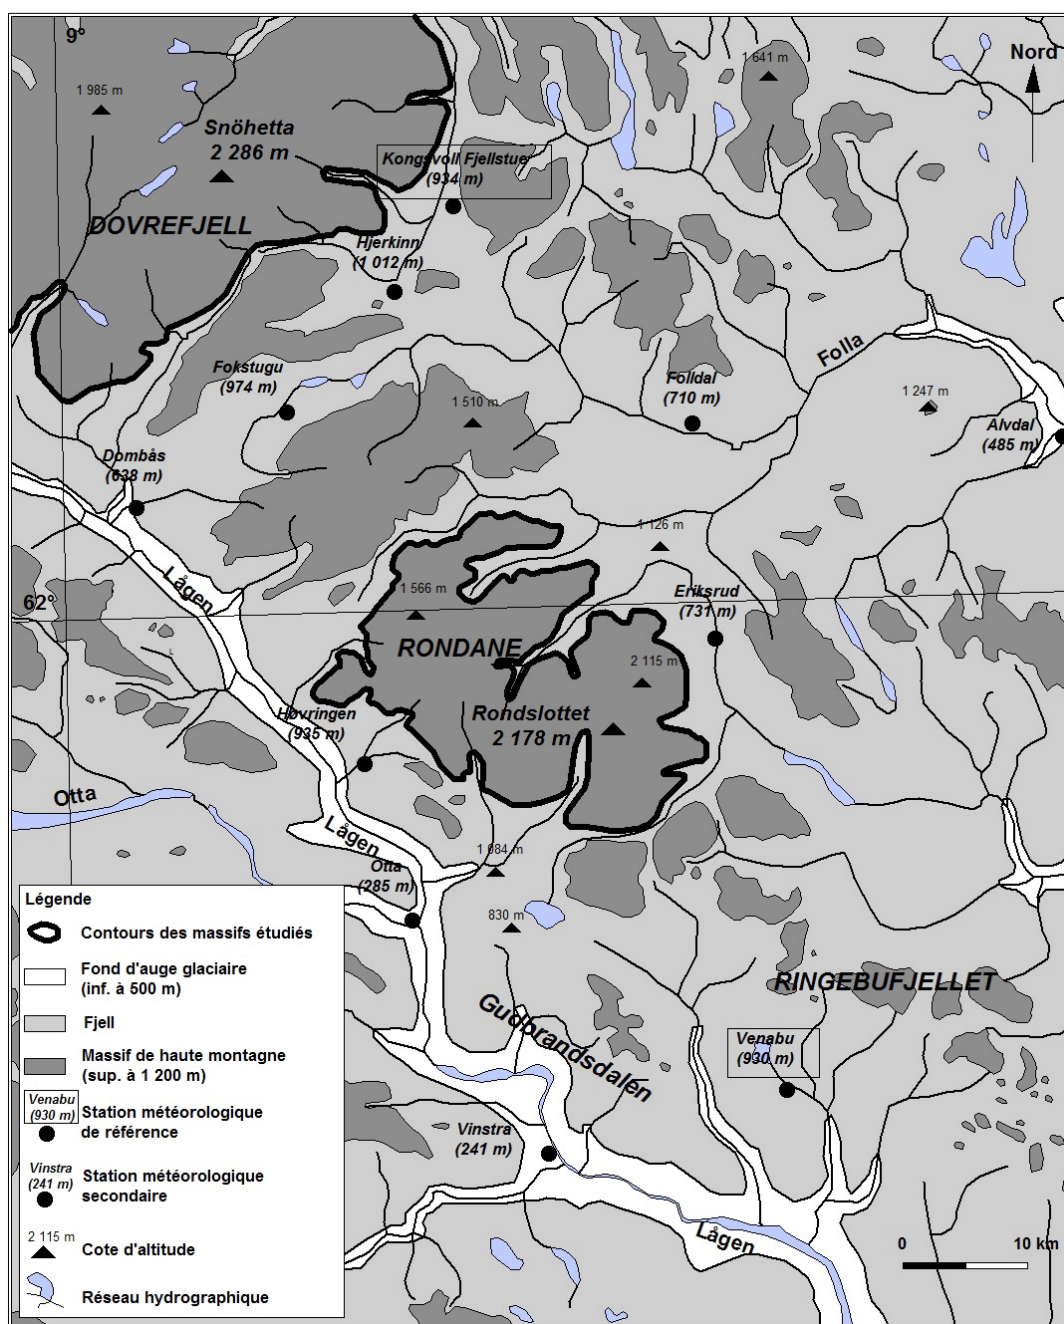 9°
Nord
1 641 m
1 985 m
Snöhetta
2 286 m
Kongsvoll Fjellstue
(934 m)
DOVREFJELL
Hjerkinn
(1 012 m)
Folla
Fokstugu
(974 m)
Folldal
(710 m)
1 510 m
1 247 m
Alvdal
(485 m)
Dombås
(638 m)
1 126 m
Lågen
1 566 m
Eriksrud
(731 m)
62°
RONDANE
2 115 m
Høvringen
(935 m)
Rondslottet
2 178 m
Otta
Lågen
1 084 m
Otta
(285 m)
830 m
RINGEBUFJELLET
Gudbrandsdalen
Venabu
(930 m)
Vinstra
(241 m)
Lågen
0 10 km
Légende
Contours des massifs étudiés
Fond d'auge glaciaire
(inf. à 500 m)
Fjell
Massif de haute montagne
(sup. à 1 200 m)
Venabu
(930 m)
Station météorologique
de référence
Vinstra
(241 m)
Station météorologique
secondaire
2 115 m
Cote d'altitude
Réseau hydrographique